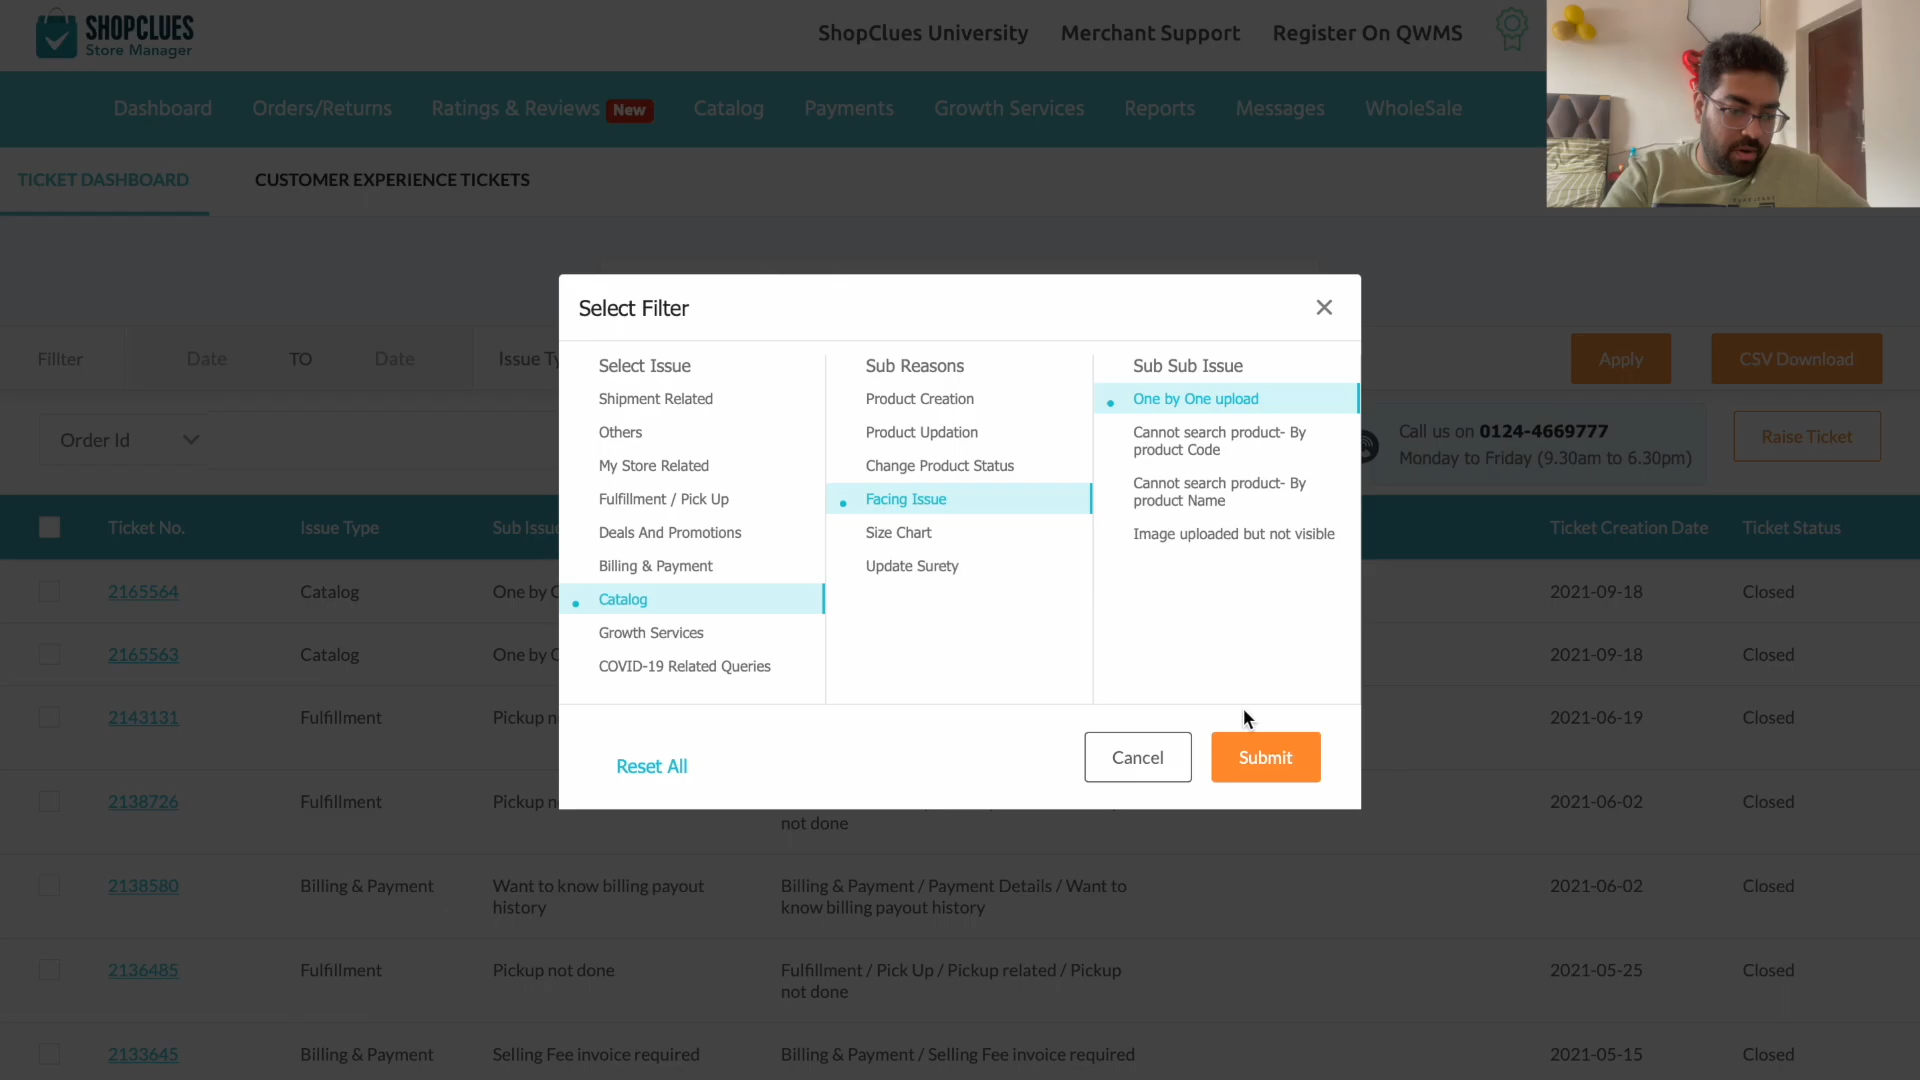 SHOPCLUES
Store Manager
ShopClues University
Merchant Support
Register On QWMS
Dashboard
Orders/Returns
Ratings & Reviews New
Catalog
Payments
Growth Services
Reports
Messages
WholeSale
TICKET DASHBOARD
CUSTOMER EXPERIENCE TICKETS
Select Filter
Select Issue
Shipment Related
Others
My Store Related
Fulfillment / Pick Up
Deals And Promotions
Billing & Payment
Catalog
Growth Services
COVID-19 Related Queries
Sub Reasons
Product Creation
Product Updation
Change Product Status
Facing Issue
Size Chart
Update Surety
Sub Sub Issue
One by One upload
Cannot search product- By
product Code
Cannot search product- By
product Name
Image uploaded but not visible
Reset All
Cancel
Submit
Fillter
Date
TO
Date
Issue Ty
Apply
CSV Download
Order Id
Call us on 0124-4669777
Monday to Friday (9.30am to 6.30pm)
Raise Ticket
Ticket No.
Issue Type
Sub Issue
Ticket Creation Date
Ticket Status
2165564
Catalog
One by
2021-09-18
Closed
2165563
Catalog
One by
2021-09-18
Closed
2143131
Fulfillment
Pickup
2021-06-19
Closed
2138726
Fulfillment
Pickup
not done
2021-06-02
Closed
2138580
Billing & Payment
Want to know billing payout
history
Billing & Payment / Payment Details / Want to
know billing payout history
2021-06-02
Closed
2136485
Fulfillment
Pickup not done
Fulfillment / Pick Up / Pickup related / Pickup
not done
2021-05-25
Closed
2133645
Billing & Payment
Selling Fee invoice required
Billing & Payment / Selling Fee invoice required
2021-05-15
Closed